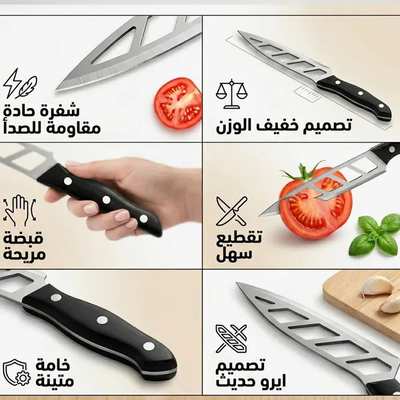 تصميم خفيف الوزن
شفرة حادة
مقاومة للصدأ
تقطيع
سهل
قبضة
مريحة
تصميم
ايرو حديث
خامة
متينة